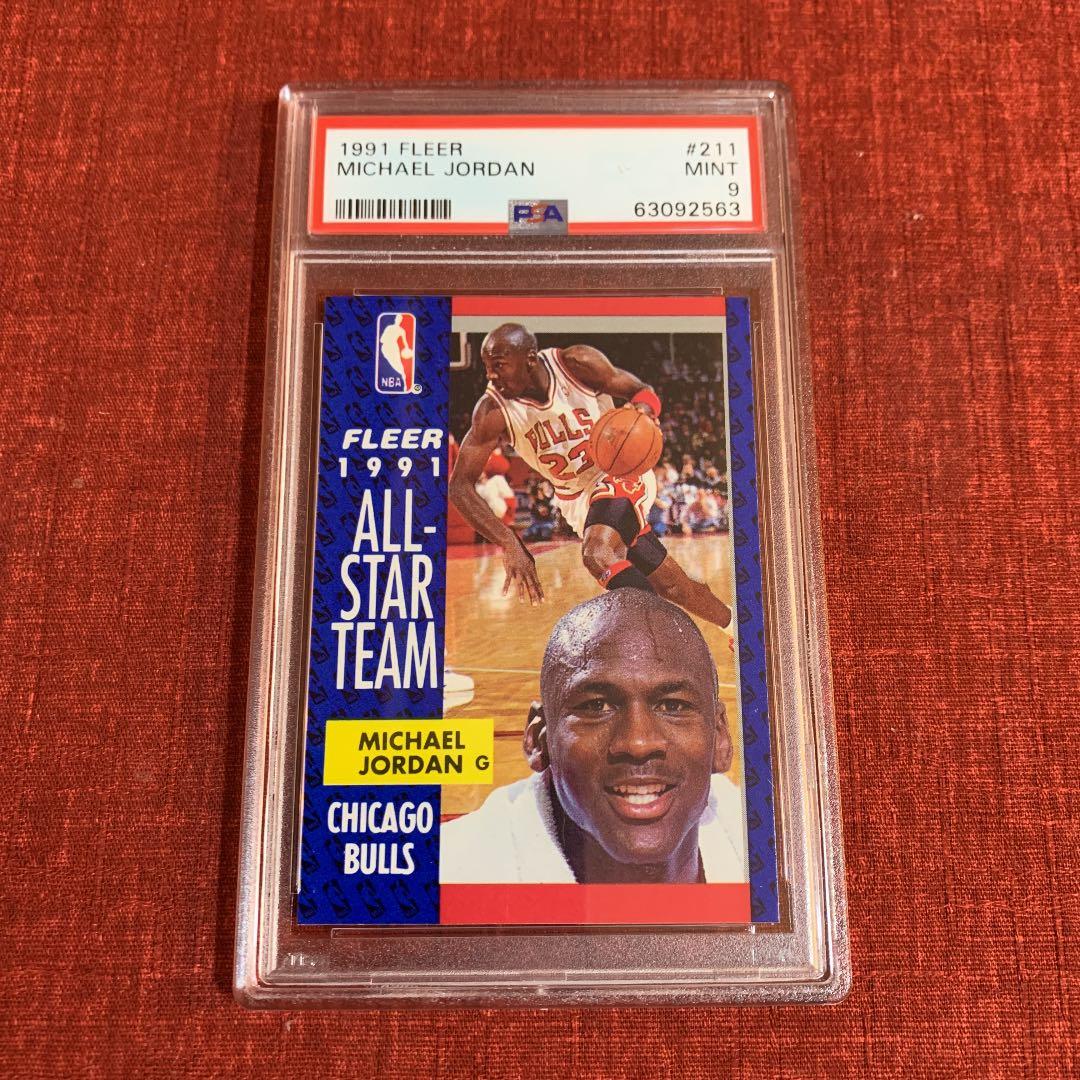 1991 FLEER #211
MICHAEL JORDAN MINT
9
PSA 63092563
NBA
FLEER
1991
ALL-
STAR
TEAM
BULLS
23
MICHAEL
JORDAN G
CHICAGO
BULLS